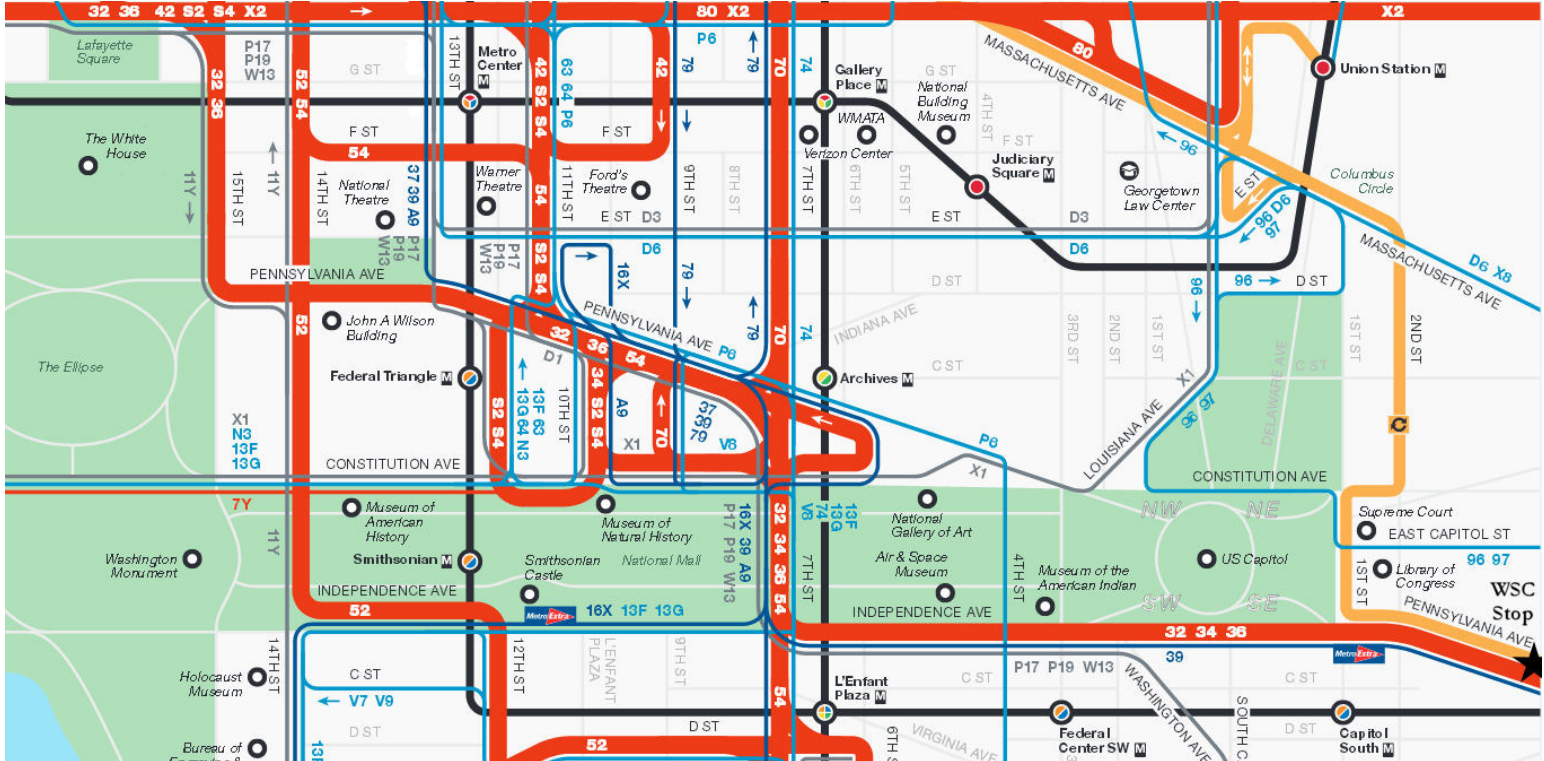 32 36 42 S2 S4 X2 →
80 X2
X2
Lafayette
Square
P17
P19
W13
G ST
13TH ST
Metro
Center M
42 S2 S4
63 64 P6
42
P6
79
79
70
74
Gallery
Place M
G ST
National
Building
Museum
4TH ST
MASSACHUSETTS AVE
80
Union Station M
32 36
52 54
The White
House
F ST
54
F ST
WMATA
Verizon Center
F ST
Judiciary
Square M
96
Georgetown
Law Center
E ST
Columbus
Circle
11Y
15TH ST
11Y
14TH ST
National
Theatre
37 39 A9
Warner
Theatre
54
11TH ST
Ford's
Theatre
9TH ST
8TH ST
7TH ST
6TH ST
5TH ST
E ST
D3
E ST
D3
96 D6
97
W13
P19
P17
W13
P19
P17
S2 S4
D6
D6
16X
79
79
MASSACHUSETTS AVE
D6 X8
PENNSYLVANIA AVE
D ST
96
96 →
D ST
PENNSYLVANIA AVE
52
John A Wilson
Building
32
36
54
D1
P6
70
74
INDIANA AVE
3RD ST
2ND ST
1ST ST
1ST ST
2ND ST
C ST
C ST
DELAWARE AVE
The Ellipse
Federal Triangle M
Archives M
X1
96 97
S2 S4
13G 64 N3
13F 63
10TH ST
34 S2 S4
A9
X1
70
37
39
79
V8
LOUISIANA AVE
X1
N3
13F
13G
CONSTITUTION AVE
P6
X1
CONSTITUTION AVE
7Y
Museum of
American
History
Museum of
Natural History
P17 P19 W13
16X 39 A9
32 34 36 54
V8
74
13G
13F
National
Gallery of Art
NW
NE
Supreme Court
EAST CAPITOL ST
11Y
Washington
Monument
Smithsonian M
Smithsonian
Castle
National Mall
7TH ST
Air & Space
Museum
4TH ST
Museum of the
American Indian
US Capitol
96 97
1ST ST
Library of
Congress
WSC
Stop
INDEPENDENCE AVE
52
MetroExtra
16X 13F 13G
INDEPENDENCE AVE
SW
SE
PENNSYLVANIA AVE
32 34 36
39
MetroExtra
14TH ST
Holocaust
Museum
C ST
← V7 V9
12TH ST
L'ENFANT
PLAZA
9TH ST
54
L'Enfant
Plaza M
C ST
P17 P19 W13
WASHINGTON AVE
C ST
D ST
D ST
VIRGINIA AVE
6TH ST
Federal
Center SW M
SOUTH C
D ST
Capitol
South M
Bureau of
52
13F